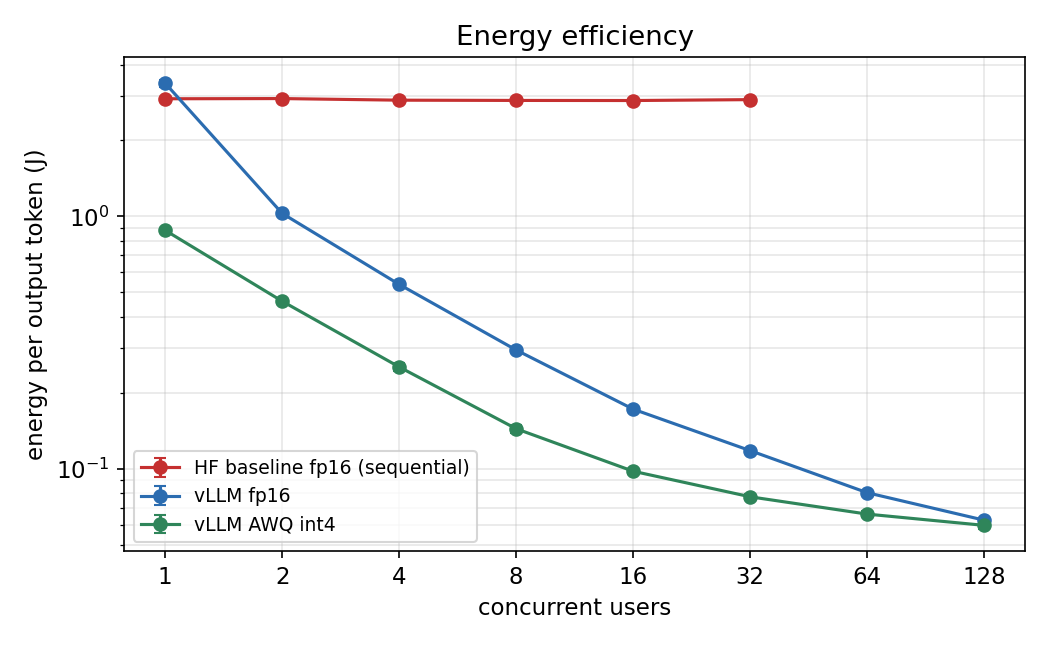 Energy efficiency
energy per output token (J)
10⁰
10⁻¹
HF baseline fp16 (sequential)
vLLM fp16
vLLM AWQ int4
1 2 4 8 16 32 64 128
concurrent users